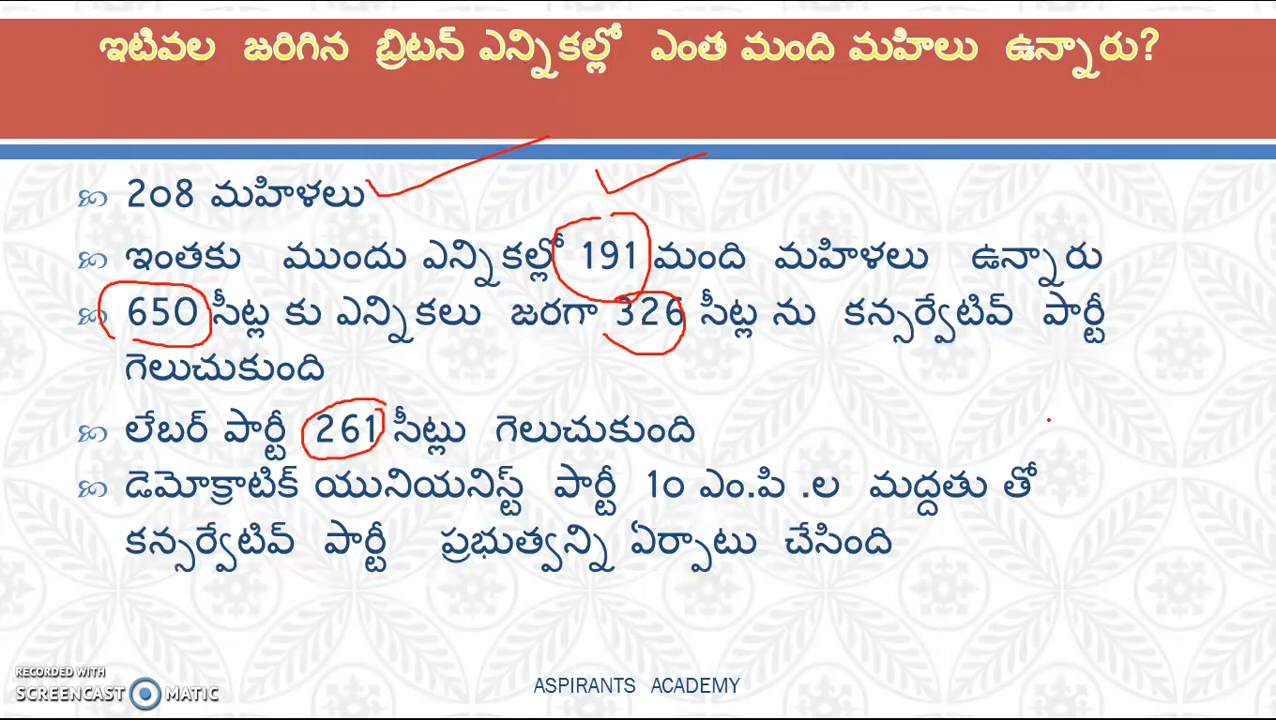 ఇటివల జరిగిన బ్రిటన్ ఎన్నికల్లో ఎంత మంది మహిలు ఉన్నారు?
208 మహిళలు
ఇంతకు ముందు ఎన్నికల్లో 191 మంది మహిళలు ఉన్నారు
650 సీట్ల కు ఎన్నికలు జరగా 326 సీట్ల ను కన్సర్వేటివ్ పార్టీ
గెలుచుకుంది
లేబర్ పార్టీ 261 సీట్లు గెలుచుకుంది
డెమోక్రాటిక్ యునియనిస్ట్ పార్టీ 10 ఎం.పి .ల మద్దతు తో
కన్సర్వేటివ్ పార్టీ ప్రభుత్వన్ని ఏర్పాటు చేసింది
RECORDED WITH
SCREENCAST MATIC
ASPIRANTS ACADEMY